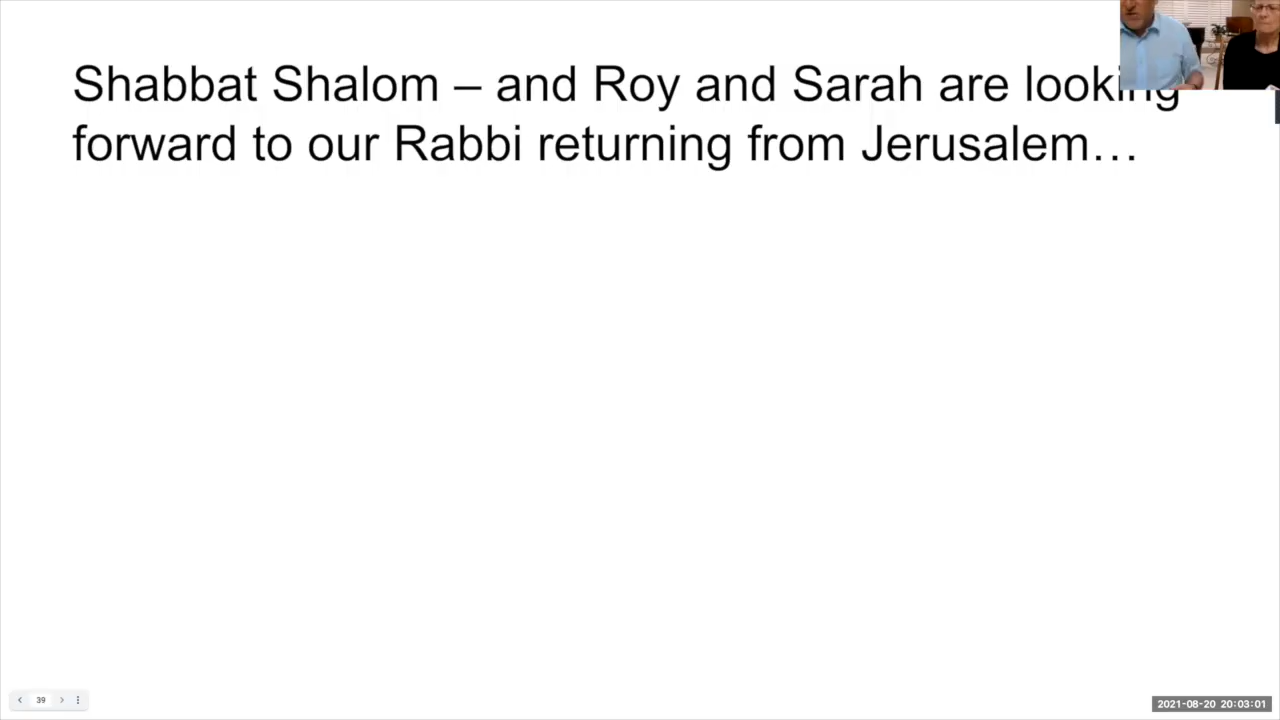 Shabbat Shalom – and Roy and Sarah are looking
forward to our Rabbi returning from Jerusalem…
39
2021-08-20 20:03:01